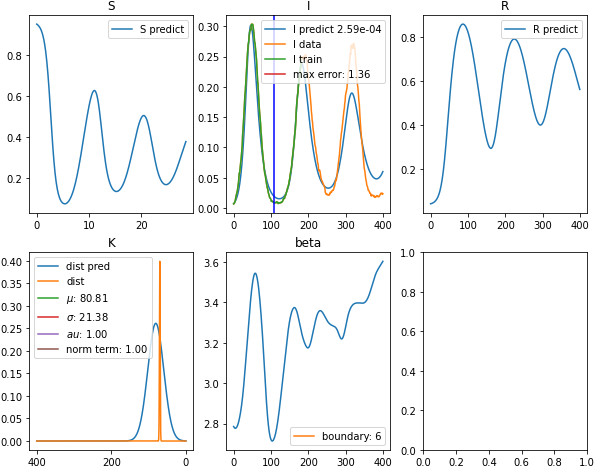 S
I
R
S predict
I predict 2.59e-04
I data
I train
max error: 1.36
R predict
0.8
0.6
0.4
0.2
0 10 20
0.30
0.25
0.20
0.15
0.10
0.05
0.00
0 100 200 300 400
0.8
0.6
0.4
0.2
0 100 200 300 400
K
beta
dist pred
dist
μ: 80.81
σ: 21.38
au: 1.00
norm term: 1.00
0.40
0.35
0.30
0.25
0.20
0.15
0.10
0.05
0.00
400 200 0
3.6
3.4
3.2
3.0
2.8
boundary: 6
0 100 200 300 400
1.0
0.8
0.6
0.4
0.2
0.0
0.0 0.2 0.4 0.6 0.8 1.0